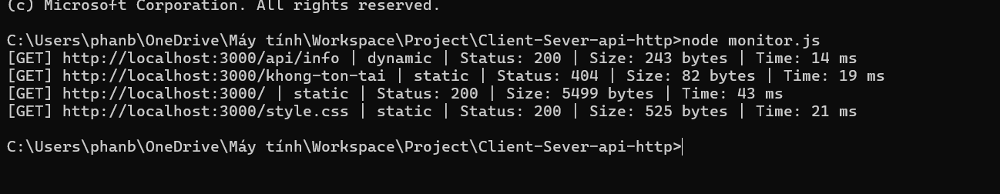 (c) Microsoft Corporation. All rights reserved.
C:\Users\phanb\OneDrive\Máy tính\Workspace\Project\Client-Sever-api-http>node monitor.js
[GET] http://localhost:3000/api/info | dynamic | Status: 200 | Size: 243 bytes | Time: 14 ms
[GET] http://localhost:3000/khong-ton-tai | static | Status: 404 | Size: 82 bytes | Time: 19 ms
[GET] http://localhost:3000/ | static | Status: 200 | Size: 5499 bytes | Time: 43 ms
[GET] http://localhost:3000/style.css | static | Status: 200 | Size: 525 bytes | Time: 21 ms
C:\Users\phanb\OneDrive\Máy tính\Workspace\Project\Client-Sever-api-http>